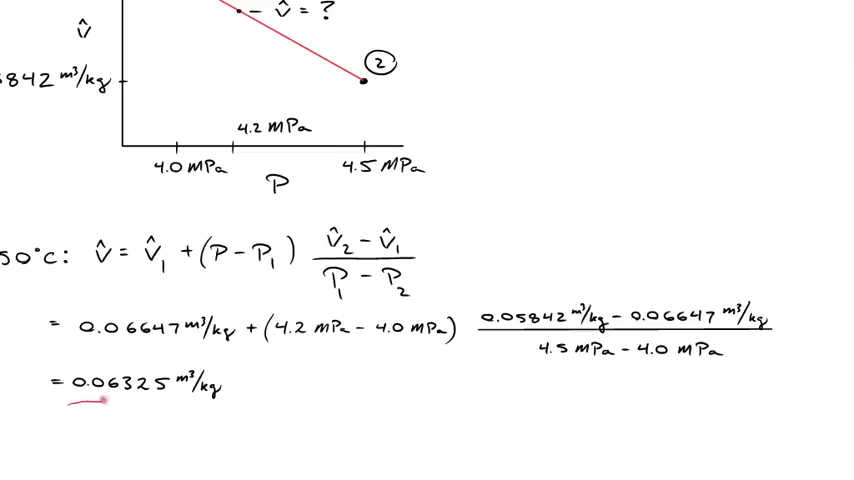 - V̂ = ?
V̂
2
5842 m³/kg
4.2 MPa
4.0 MPa
4.5 MPa
P
50°C: V̂ = V̂₁ + (P - P₁) (V̂₂ - V̂₁) / (P₁ - P₂)
= 0.06647 m³/kg + (4.2 MPa - 4.0 MPa) (0.05842 m³/kg - 0.06647 m³/kg) / (4.5 MPa - 4.0 MPa)
= 0.06325 m³/kg